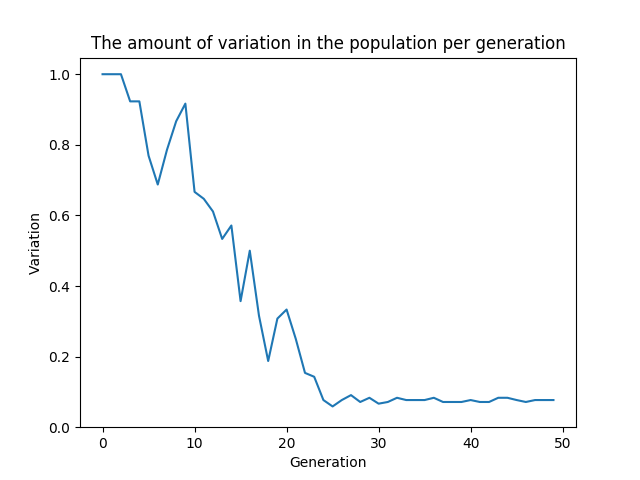 The amount of variation in the population per generation
1.0
0.8
0.6
0.4
0.2
0.0
Variation
0 10 20 30 40 50
Generation